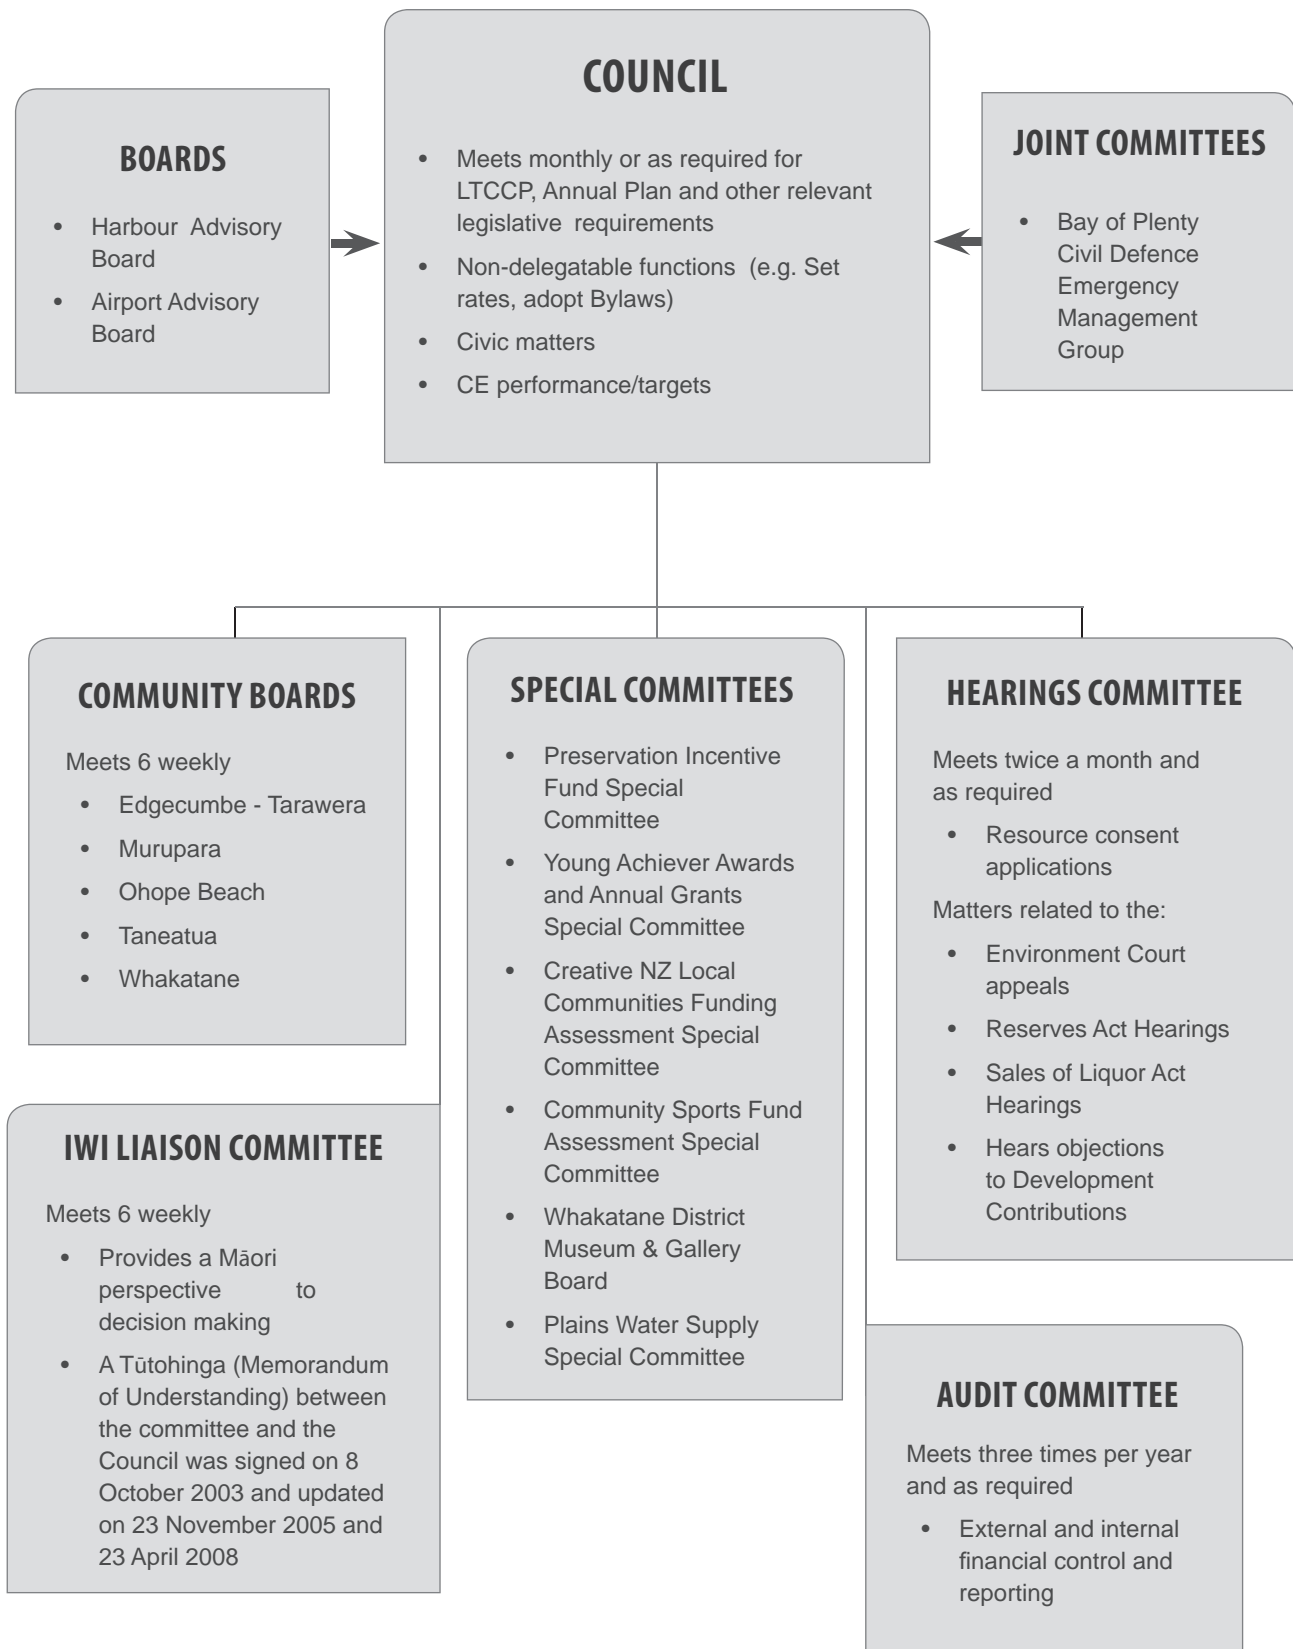 COUNCIL
• Meets monthly or as required for
LTCCP, Annual Plan and other relevant
legislative requirements
• Non-delegatable functions (e.g. Set
rates, adopt Bylaws)
• Civic matters
• CE performance/targets
BOARDS
• Harbour Advisory
Board
• Airport Advisory
Board
JOINT COMMITTEES
• Bay of Plenty
Civil Defence
Emergency
Management
Group
COMMUNITY BOARDS
Meets 6 weekly
• Edgecumbe - Tarawera
• Murupara
• Ohope Beach
• Taneatua
• Whakatane
IWI LIAISON COMMITTEE
Meets 6 weekly
• Provides a Māori
perspective to
decision making
• A Tūtohinga (Memorandum
of Understanding) between
the committee and the
Council was signed on 8
October 2003 and updated
on 23 November 2005 and
23 April 2008
SPECIAL COMMITTEES
• Preservation Incentive
Fund Special
Committee
• Young Achiever Awards
and Annual Grants
Special Committee
• Creative NZ Local
Communities Funding
Assessment Special
Committee
• Community Sports Fund
Assessment Special
Committee
• Whakatane District
Museum & Gallery
Board
• Plains Water Supply
Special Committee
HEARINGS COMMITTEE
Meets twice a month and
as required
• Resource consent
applications
Matters related to the:
• Environment Court
appeals
• Reserves Act Hearings
• Sales of Liquor Act
Hearings
• Hears objections
to Development
Contributions
AUDIT COMMITTEE
Meets three times per year
and as required
• External and internal
financial control and
reporting